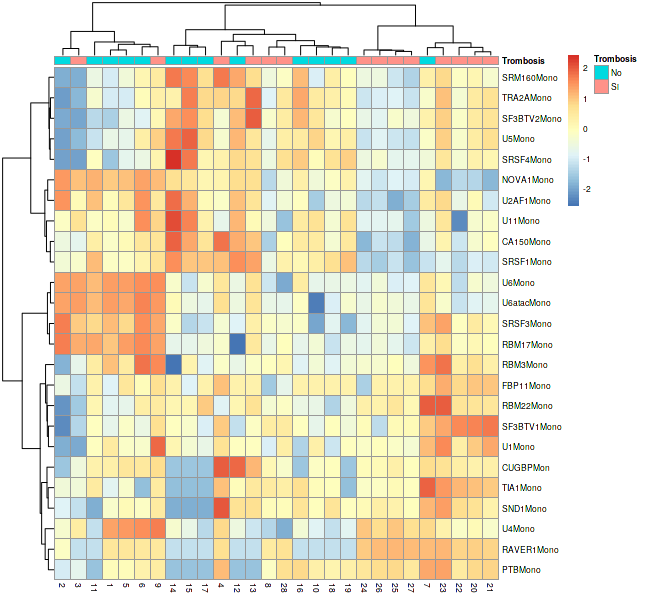 Trombosis
SRM160Mono
TRA2AMono
SF3BTV2Mono
U5Mono
SRSF4Mono
NOVA1Mono
U2AF1Mono
U11Mono
CA150Mono
SRSF1Mono
U6Mono
U6atacMono
SRSF3Mono
RBM17Mono
RBM3Mono
FBP11Mono
RBM22Mono
SF3BTV1Mono
U1Mono
CUGBPMon
TIA1Mono
SND1Mono
U4Mono
RAVER1Mono
PTBMono
2 3 11 1 5 6 9 14 15 17 4 12 13 8 28 16 10 18 19 24 26 25 27 7 23 22 20 21
2
1
0
-1
-2
Trombosis
No
SI